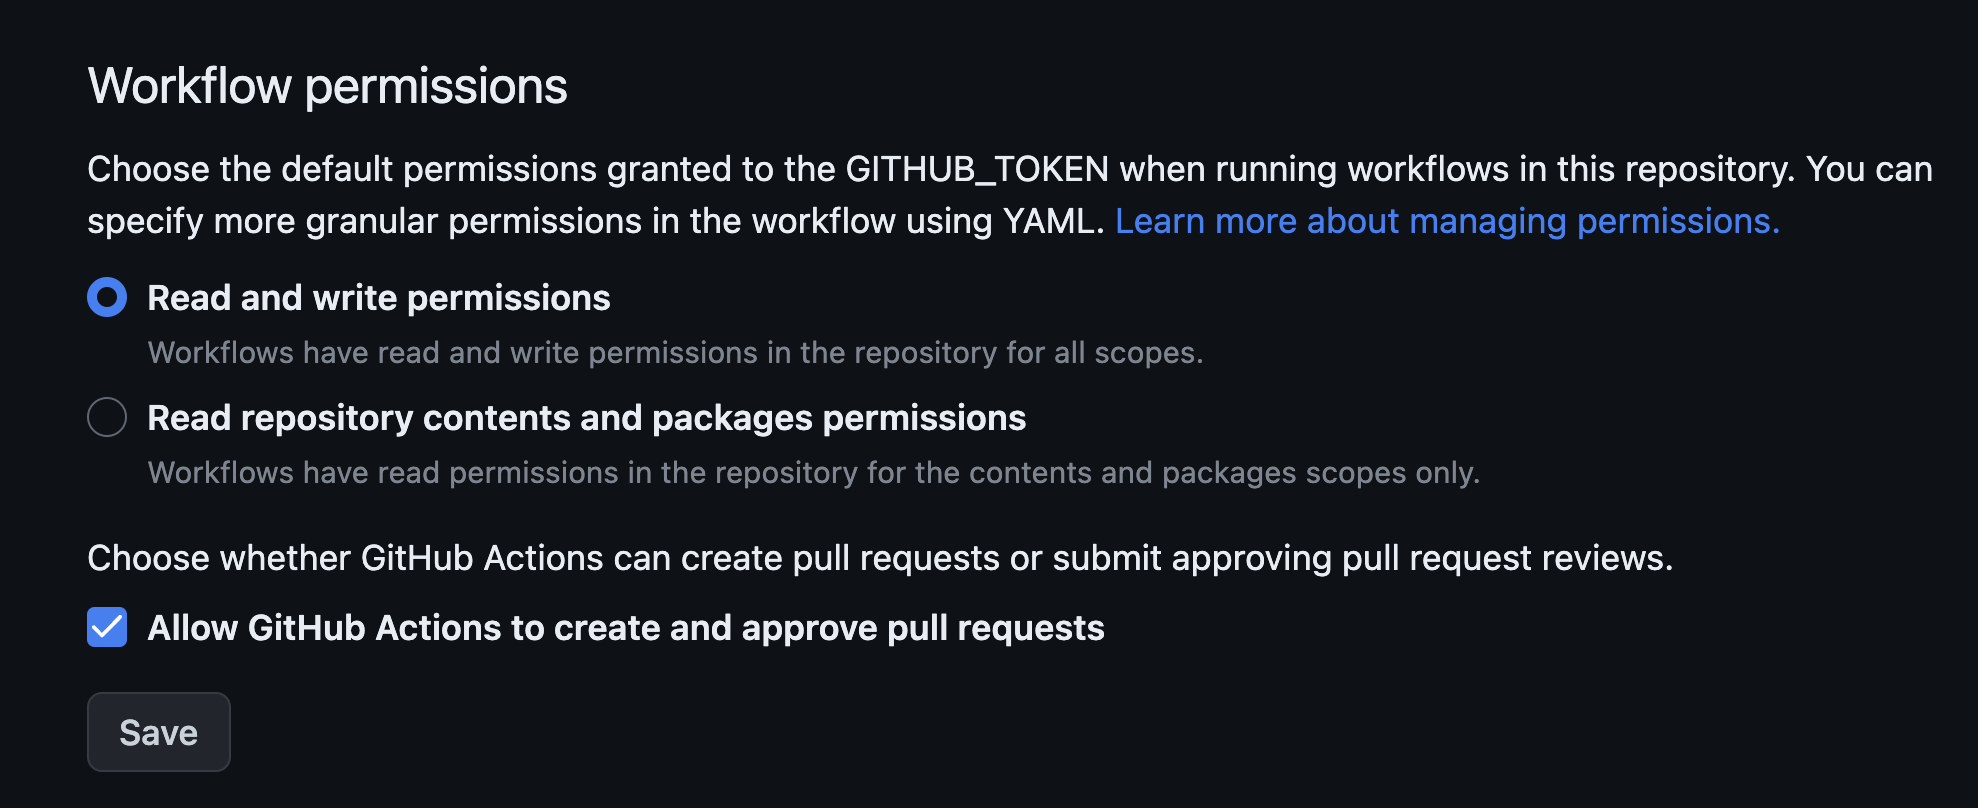 Workflow permissions
Choose the default permissions granted to the GITHUB_TOKEN when running workflows in this repository. You can
specify more granular permissions in the workflow using YAML. Learn more about managing permissions.
Read and write permissions
Workflows have read and write permissions in the repository for all scopes.
Read repository contents and packages permissions
Workflows have read permissions in the repository for the contents and packages scopes only.
Choose whether GitHub Actions can create pull requests or submit approving pull request reviews.
Allow GitHub Actions to create and approve pull requests
Save